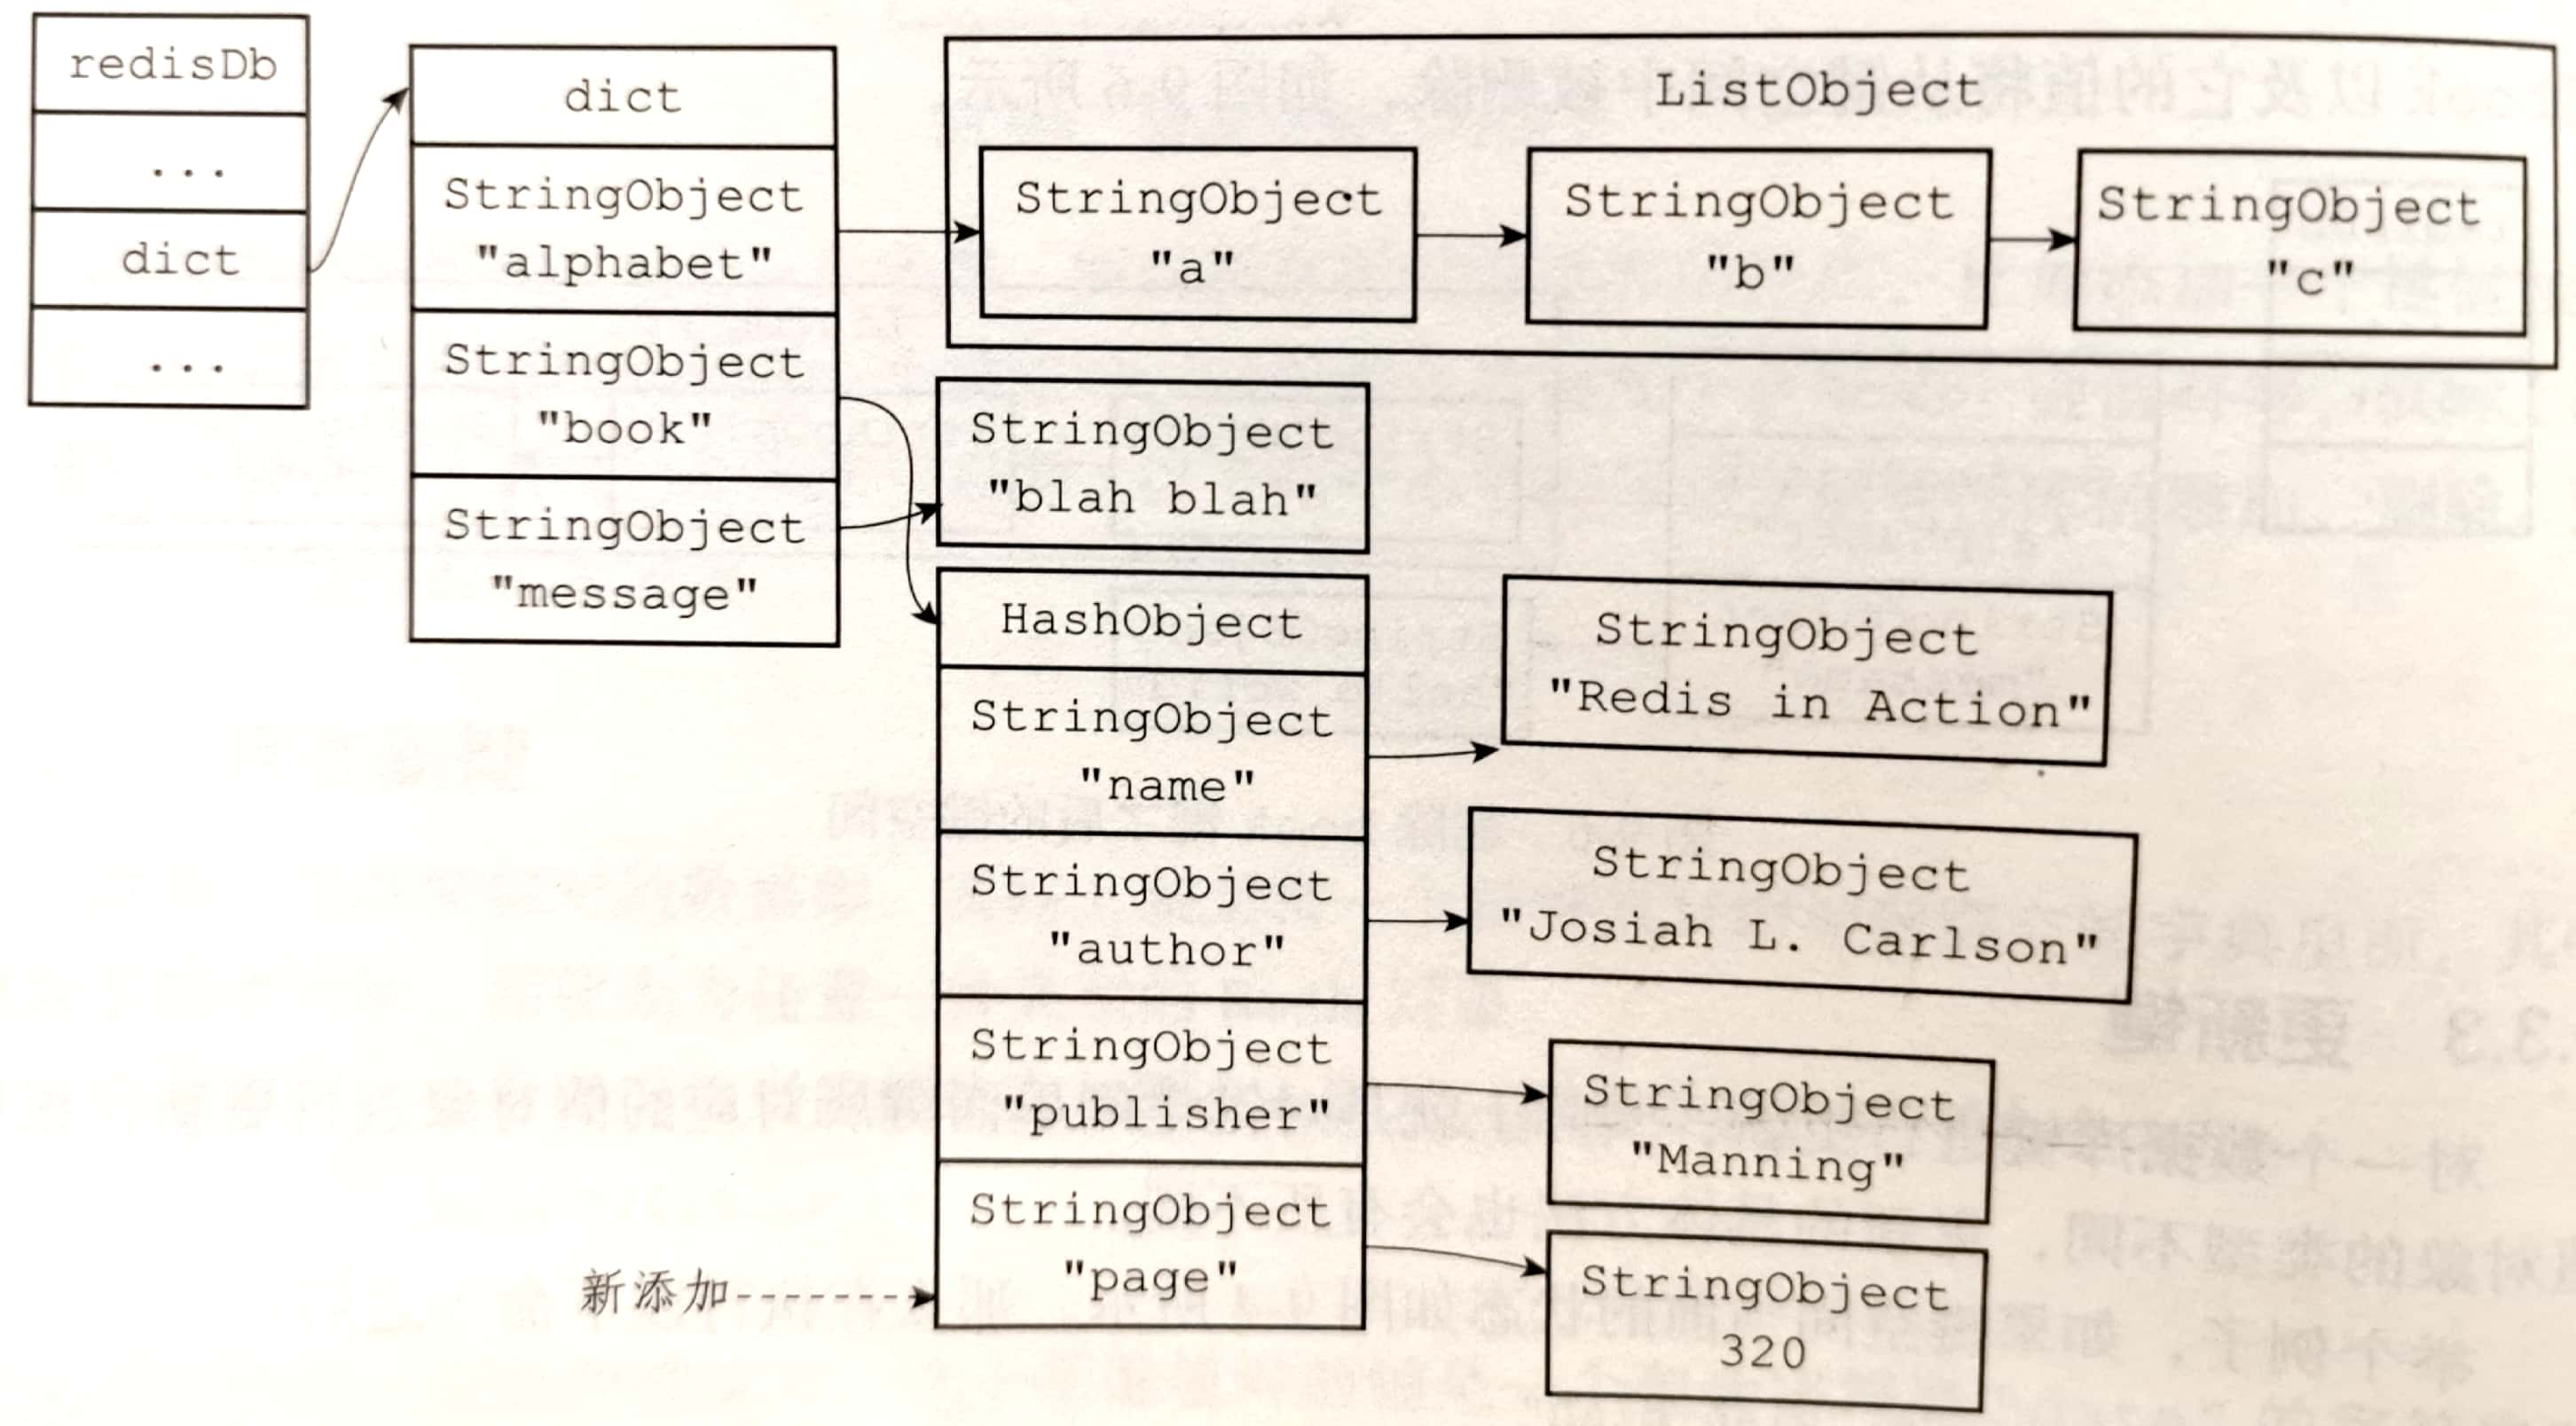 redisDb
...
dict
...
dict
StringObject
"alphabet"
StringObject
"book"
StringObject
"message"
ListObject
StringObject
"a"
StringObject
"b"
StringObject
"c"
StringObject
"blah blah"
HashObject
StringObject
"name"
StringObject
"author"
StringObject
"publisher"
StringObject
"page"
StringObject
"Redis in Action"
StringObject
"Josiah L. Carlson"
StringObject
"Manning"
StringObject
320
新添加